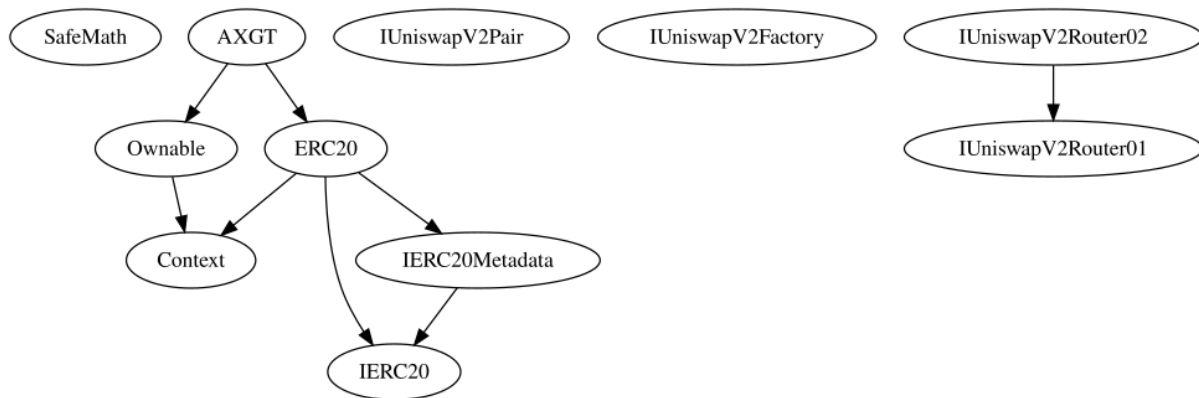 SafeMath
AXGT
IUniswapV2Pair
IUniswapV2Factory
IUniswapV2Router02
Ownable
ERC20
IUniswapV2Router01
Context
IERC20Metadata
IERC20